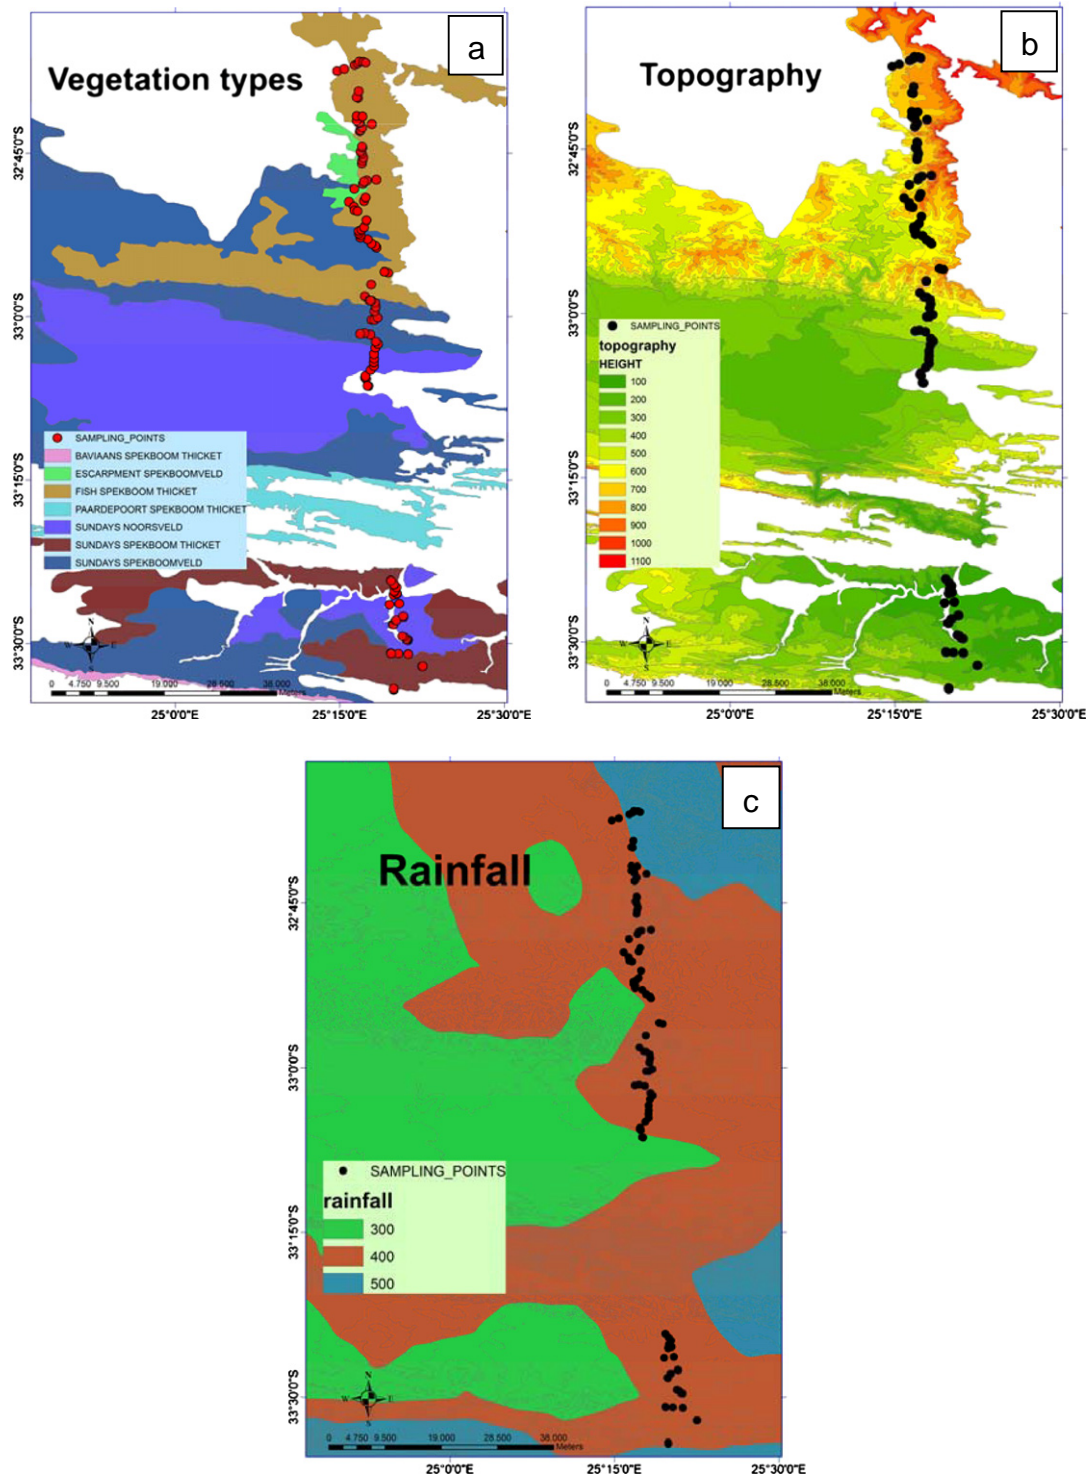 a
Vegetation types
32°45'0"S
33°0'0"S
33°15'0"S
33°30'0"S
SAMPLING_POINTS
BAVIAANS SPEKBOOM THICKET
ESCARPMENT SPEKBOOMVELD
FISH SPEKBOOM THICKET
PAARDEPOORT SPEKBOOM THICKET
SUNDAYS NOORSVELD
SUNDAYS SPEKBOOM THICKET
SUNDAYS SPEKBOOMVELD
N
W E
S
0 4.750 9.500 19.000 28.500 38.000
Meters
25°0'0"E 25°15'0"E 25°30'0"E
b
Topography
32°45'0"S
33°0'0"S
33°15'0"S
33°30'0"S
SAMPLING_POINTS
topography
HEIGHT
100
200
300
400
500
600
700
800
900
1000
1100
N
W E
S
0 4.750 9.500 19.000 28.500 38.000
Meters
25°0'0"E 25°15'0"E 25°30'0"E
c
Rainfall
32°45'0"S
33°0'0"S
33°15'0"S
33°30'0"S
SAMPLING_POINTS
rainfall
300
400
500
N
W E
S
0 4.750 9.500 19.000 28.500 38.000
Meters
25°0'0"E 25°15'0"E 25°30'0"E